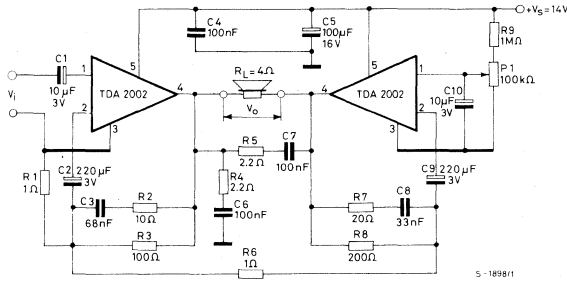 +Vs = 14V
C4
100nF
C5
100µF
16V
R9
1MΩ
C1
10µF
3V
Vi
1
5
TDA 2002
4
2
3
RL = 4Ω
Vo
5
1
TDA 2002
4
2
3
P1
100kΩ
C10
10µF
3V
R5
2.2Ω
C7
100nF
R1
1Ω
C2
220µF
3V
R4
2.2Ω
C9
220µF
3V
C3
68nF
R2
10Ω
C6
100nF
R7
20Ω
C8
33nF
R3
100Ω
R8
200Ω
R6
1Ω
S-1898/1